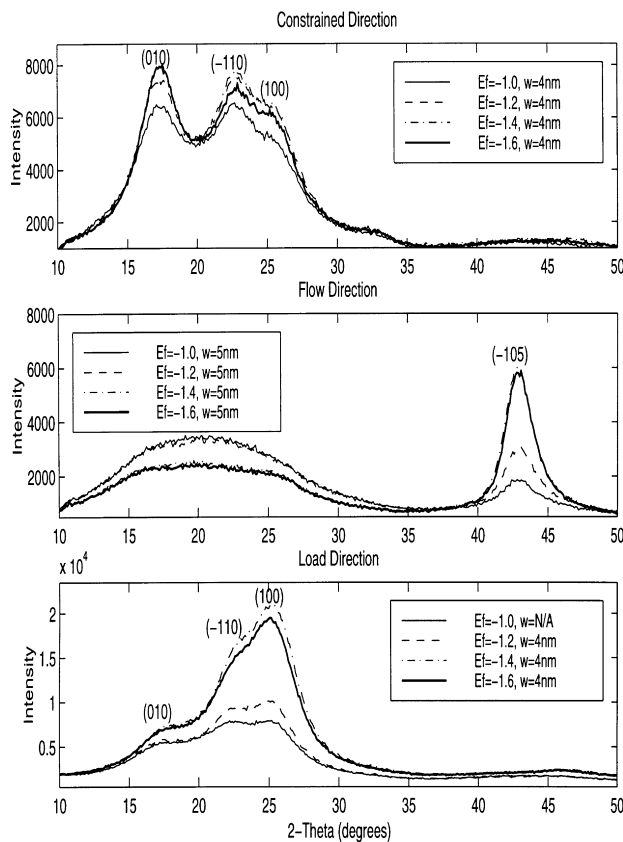 Constrained Direction
8000
6000
4000
2000
Intensity
(010)
(-110)
(100)
Ef=-1.0, w=4nm
Ef=-1.2, w=4nm
Ef=-1.4, w=4nm
Ef=-1.6, w=4nm
10 15 20 25 30 35 40 45 50
Flow Direction
8000
6000
4000
2000
Intensity
Ef=-1.0, w=5nm
Ef=-1.2, w=5nm
Ef=-1.4, w=5nm
Ef=-1.6, w=5nm
(-105)
10 15 20 25 30 35 40 45 50
Load Direction
x 10^4
2
1.5
1
0.5
Intensity
(010)
(-110)
(100)
Ef=-1.0, w=N/A
Ef=-1.2, w=4nm
Ef=-1.4, w=4nm
Ef=-1.6, w=4nm
10 15 20 25 30 35 40 45 50
2-Theta (degrees)